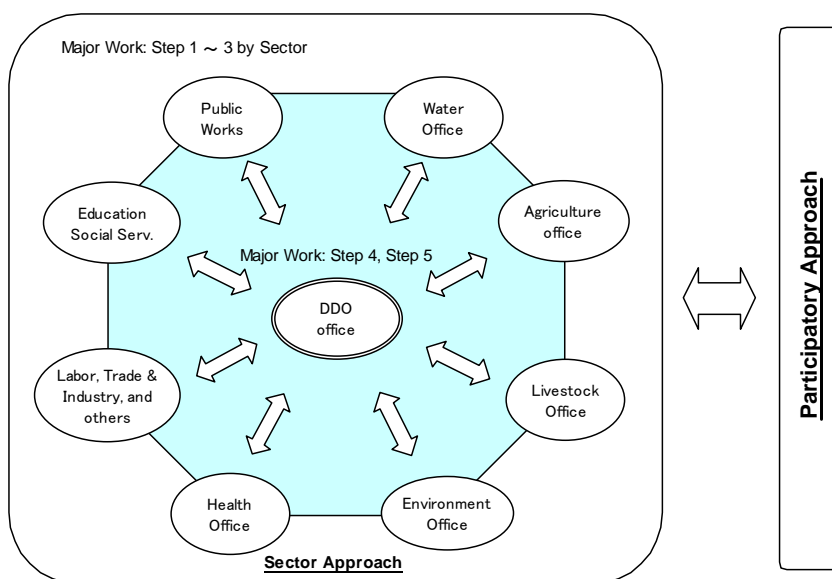 Major Work: Step 1 ~ 3 by Sector
Public
Works
Water
Office
Education
Social Serv.
Agriculture
office
Major Work: Step 4, Step 5
DDO
office
Labor, Trade &
Industry, and
others
Livestock
Office
Health
Office
Environment
Office
Sector Approach
Participatory Approach